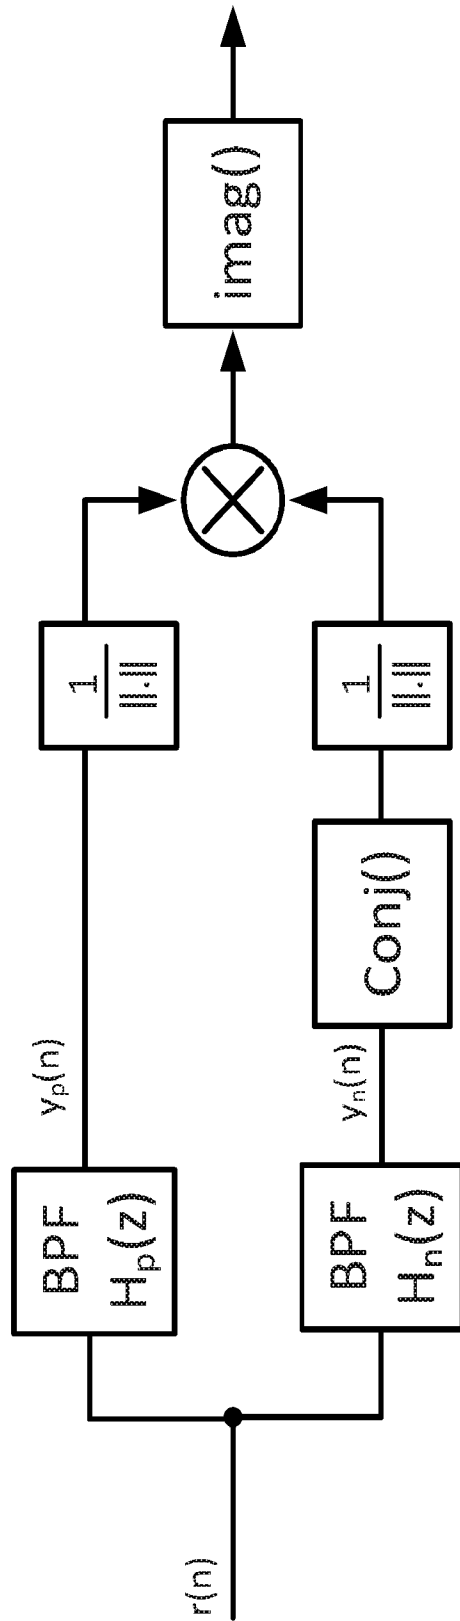 r(n)
BPF
Hₚ(z)
yₚ(n)
1
||.||
BPF
Hₙ(z)
yₙ(n)
Conj()
1
||.||
imag()